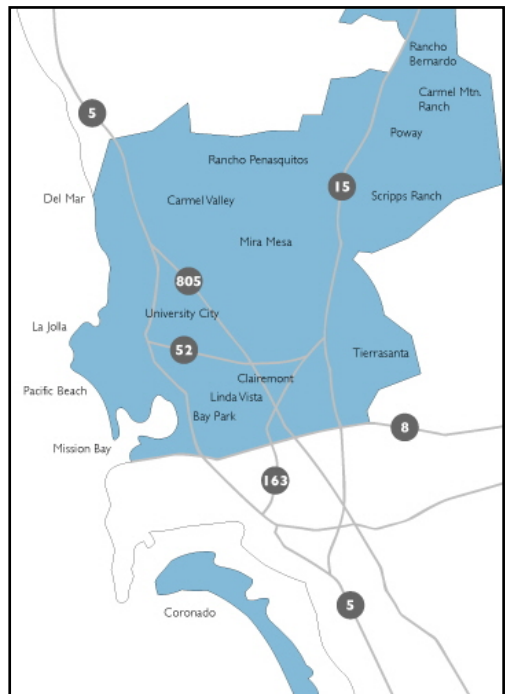 Rancho
Bernardo
Carmel Mtn.
Ranch
5
Poway
Rancho Penasquitos
15
Del Mar
Carmel Valley
Scripps Ranch
Mira Mesa
805
University City
La Jolla
52
Tierrasanta
Clairemont
Pacific Beach
Linda Vista
Bay Park
8
Mission Bay
163
5
Coronado